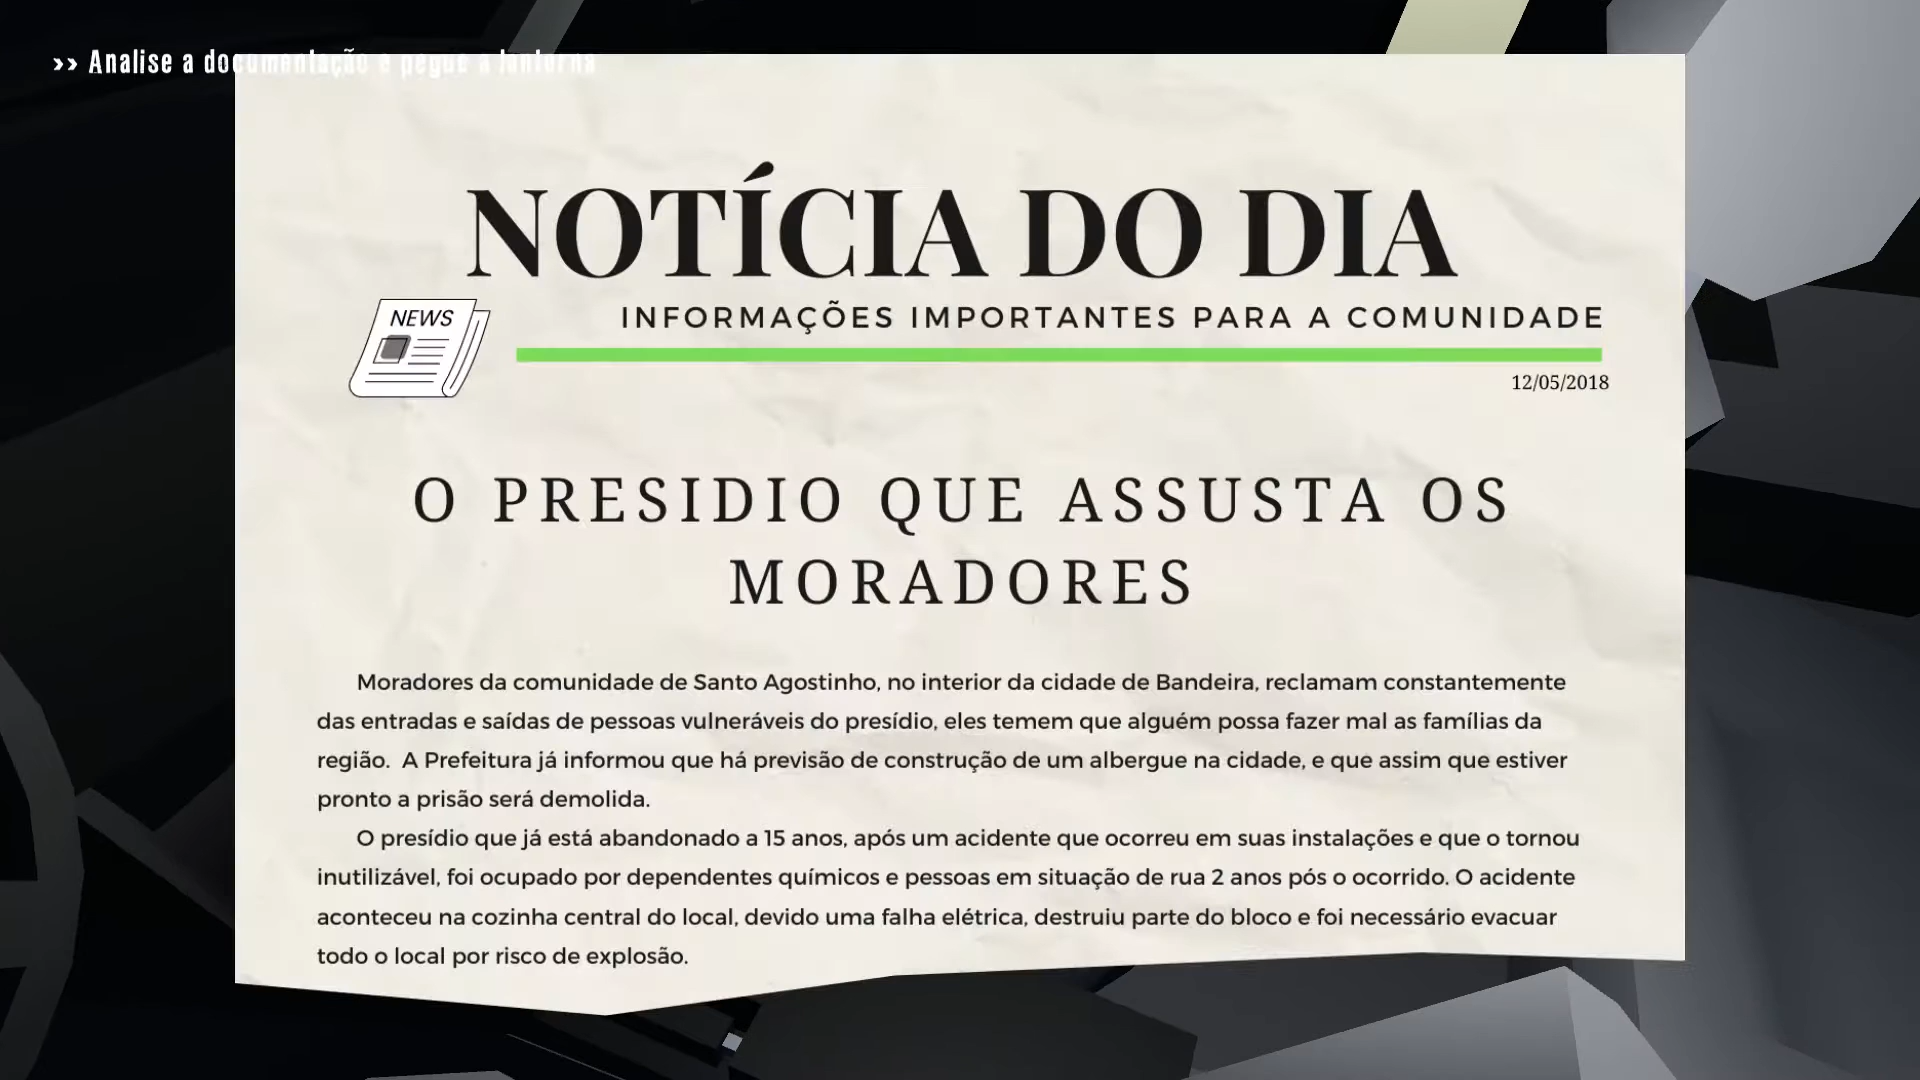 ›› Analise a documentação e pegue a lanterna
NOTÍCIA DO DIA
NEWS
INFORMAÇÕES IMPORTANTES PARA A COMUNIDADE
12/05/2018
O PRESIDIO QUE ASSUSTA OS
MORADORES
Moradores da comunidade de Santo Agostinho, no interior da cidade de Bandeira, reclamam constantemente
das entradas e saídas de pessoas vulneráveis do presídio, eles temem que alguém possa fazer mal as famílias da
região. A Prefeitura já informou que há previsão de construção de um albergue na cidade, e que assim que estiver
pronto a prisão será demolida.
O presídio que já está abandonado a 15 anos, após um acidente que ocorreu em suas instalações e que o tornou
inutilizável, foi ocupado por dependentes químicos e pessoas em situação de rua 2 anos pós o ocorrido. O acidente
aconteceu na cozinha central do local, devido uma falha elétrica, destruiu parte do bloco e foi necessário evacuar
todo o local por risco de explosão.